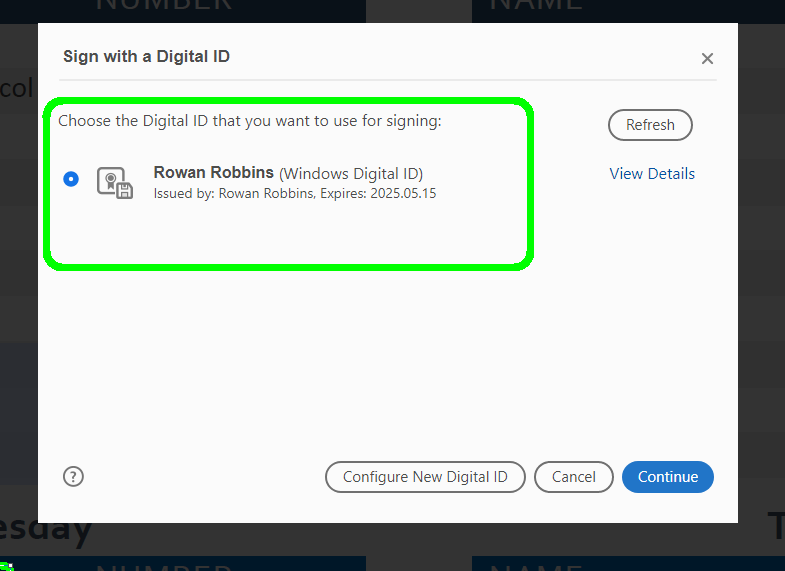 NUMBER
NAME
Sign with a Digital ID
col
Choose the Digital ID that you want to use for signing:
Refresh
Rowan Robbins (Windows Digital ID)
View Details
Issued by: Rowan Robbins, Expires: 2025.05.15
?
Configure New Digital ID
Cancel
Continue
esday
T
NUMBER
NAME